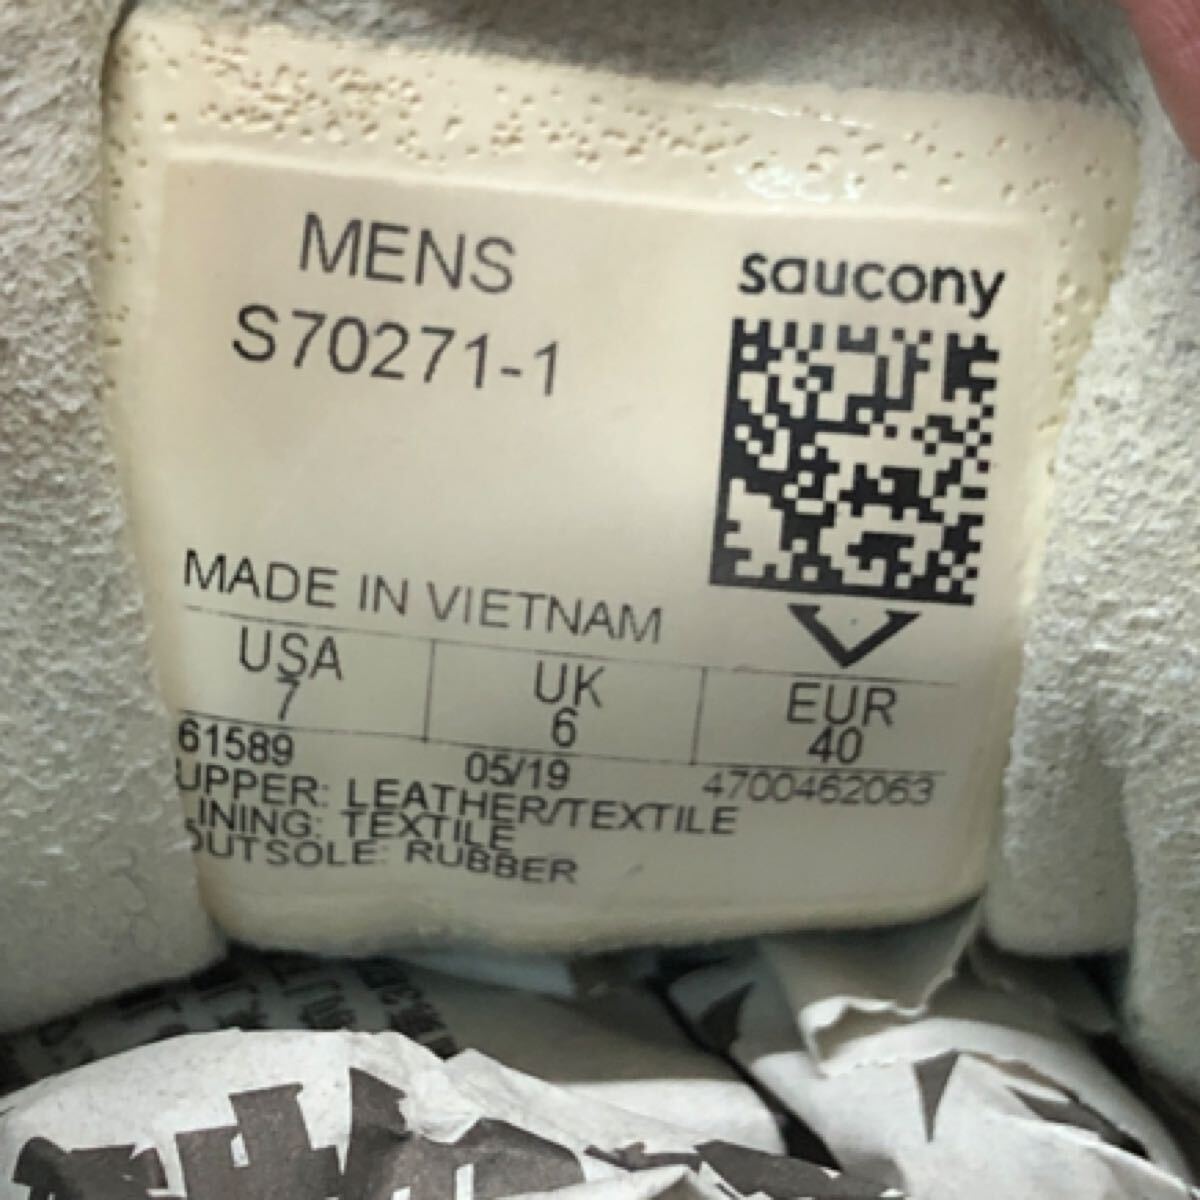 MENS
S70271-1
saucony
MADE IN VIETNAM
USA UK EUR
7 6 40
61589 05/19 4700462063
UPPER: LEATHER/TEXTILE
LINING: TEXTILE
OUTSOLE: RUBBER